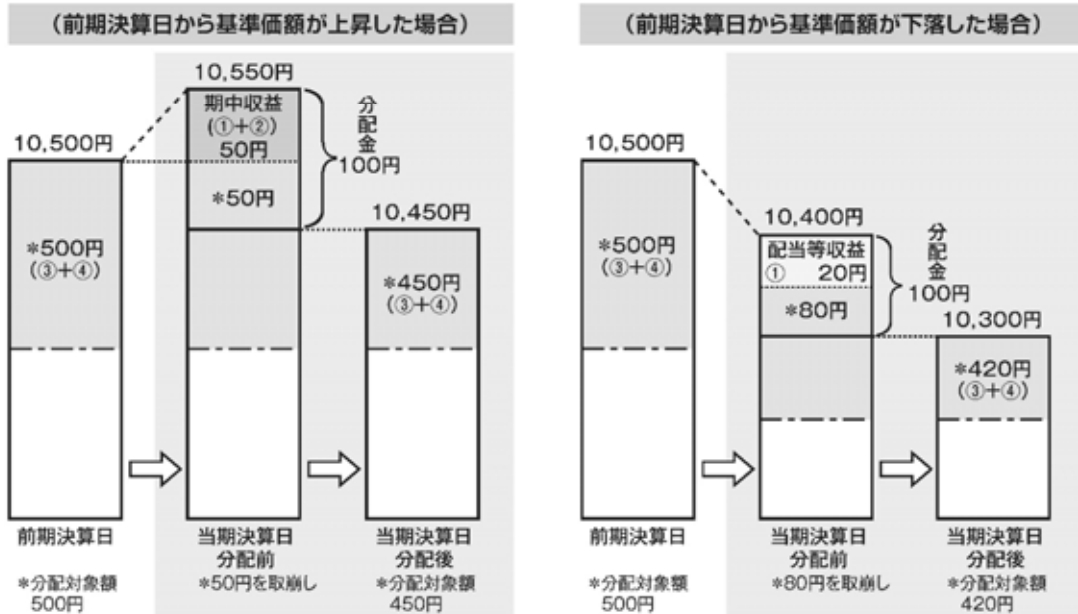 （前期決算日から基準価額が上昇した場合）
10,550円
期中収益
(①＋②)
50円
＊50円
分配金
100円
10,500円
＊500円
(③＋④)
10,450円
＊450円
(③＋④)
前期決算日
当期決算日
分配前
当期決算日
分配後
＊分配対象額
500円
＊50円を取崩し
＊分配対象額
450円
（前期決算日から基準価額が下落した場合）
10,500円
＊500円
(③＋④)
10,400円
配当等収益
① 20円
＊80円
分配金
100円
10,300円
＊420円
(③＋④)
前期決算日
当期決算日
分配前
当期決算日
分配後
＊分配対象額
500円
＊80円を取崩し
＊分配対象額
420円